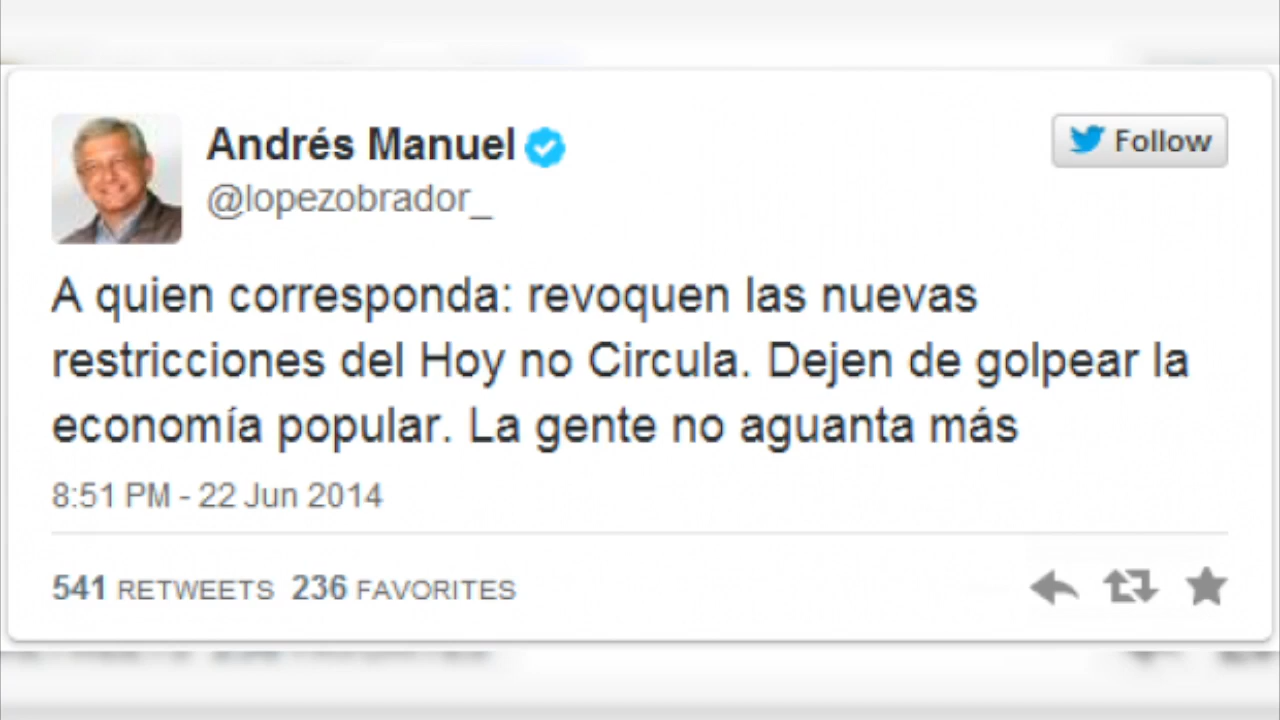 Andrés Manuel
@lopezobrador_
Follow
A quien corresponda: revoquen las nuevas
restricciones del Hoy no Circula. Dejen de golpear la
economía popular. La gente no aguanta más
8:51 PM - 22 Jun 2014
541 RETWEETS 236 FAVORITES